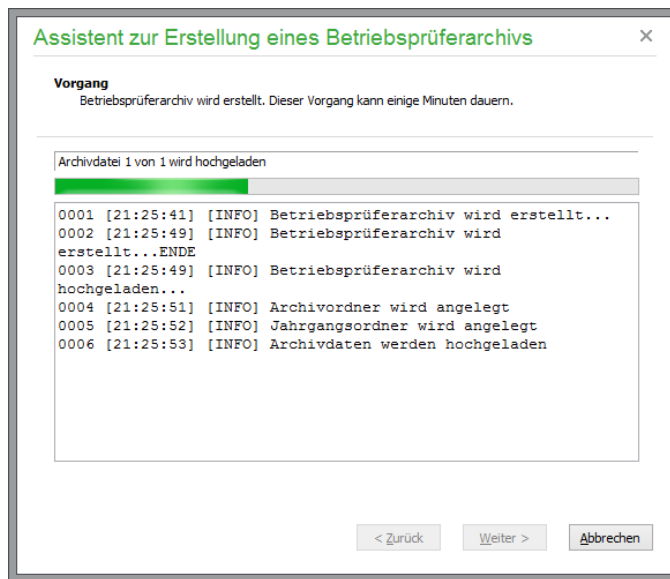 Assistent zur Erstellung eines Betriebsprüferarchivs
Vorgang
Betriebsprüferarchiv wird erstellt. Dieser Vorgang kann einige Minuten dauern.
Archivdatei 1 von 1 wird hochgeladen
0001 [21:25:41] [INFO] Betriebsprüferarchiv wird erstellt...
0002 [21:25:49] [INFO] Betriebsprüferarchiv wird
erstellt...ENDE
0003 [21:25:49] [INFO] Betriebsprüferarchiv wird
hochgeladen...
0004 [21:25:51] [INFO] Archivordner wird angelegt
0005 [21:25:52] [INFO] Jahrgangsordner wird angelegt
0006 [21:25:53] [INFO] Archivdaten werden hochgeladen
< Zurück Weiter > Abbrechen